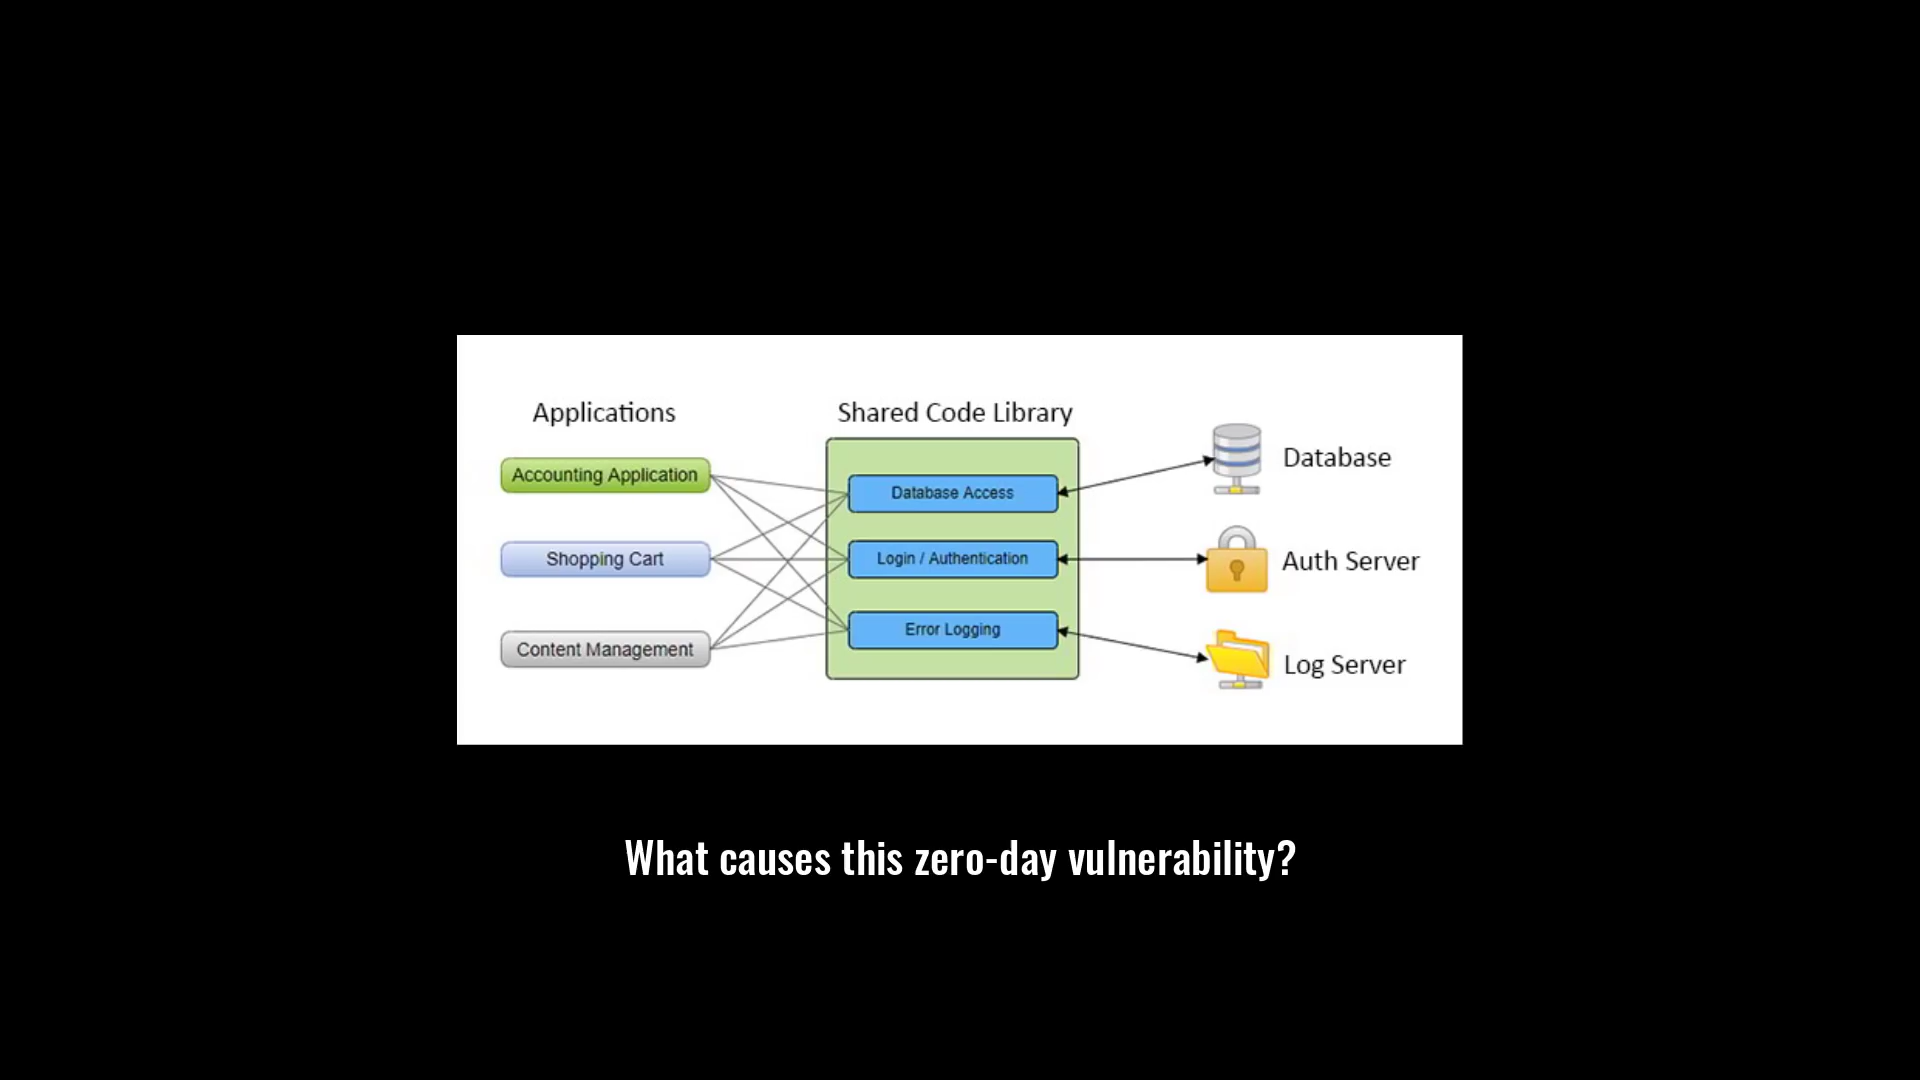 Applications
Shared Code Library
Accounting Application
Shopping Cart
Content Management
Database Access
Login / Authentication
Error Logging
Database
Auth Server
Log Server
What causes this zero-day vulnerability?